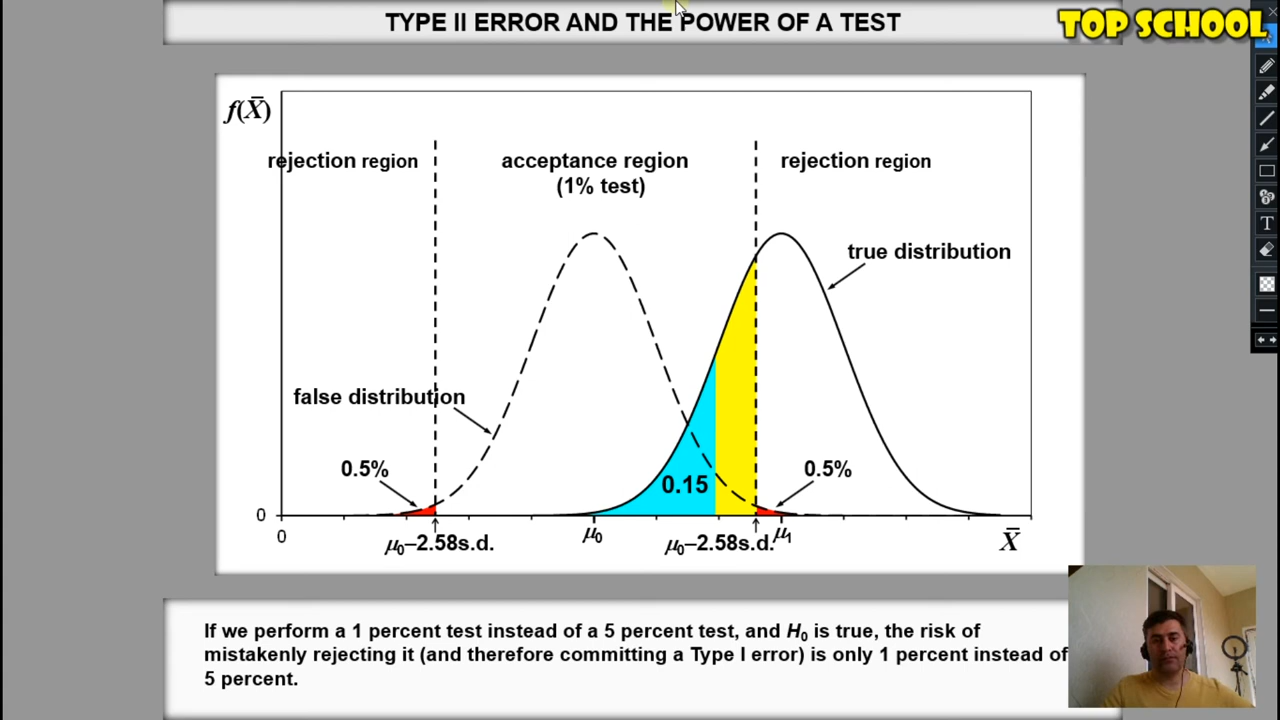 TYPE II ERROR AND THE POWER OF A TEST
TOP SCHOOL
f(X̅)
rejection region
acceptance region
(1% test)
rejection region
true distribution
false distribution
0.5%
0.15
0.5%
0
0
μ₀–2.58s.d.
μ₀
μ₀–2.58s.d.
μ₁
X̅
If we perform a 1 percent test instead of a 5 percent test, and H₀ is true, the risk of
mistakenly rejecting it (and therefore committing a Type I error) is only 1 percent instead of
5 percent.